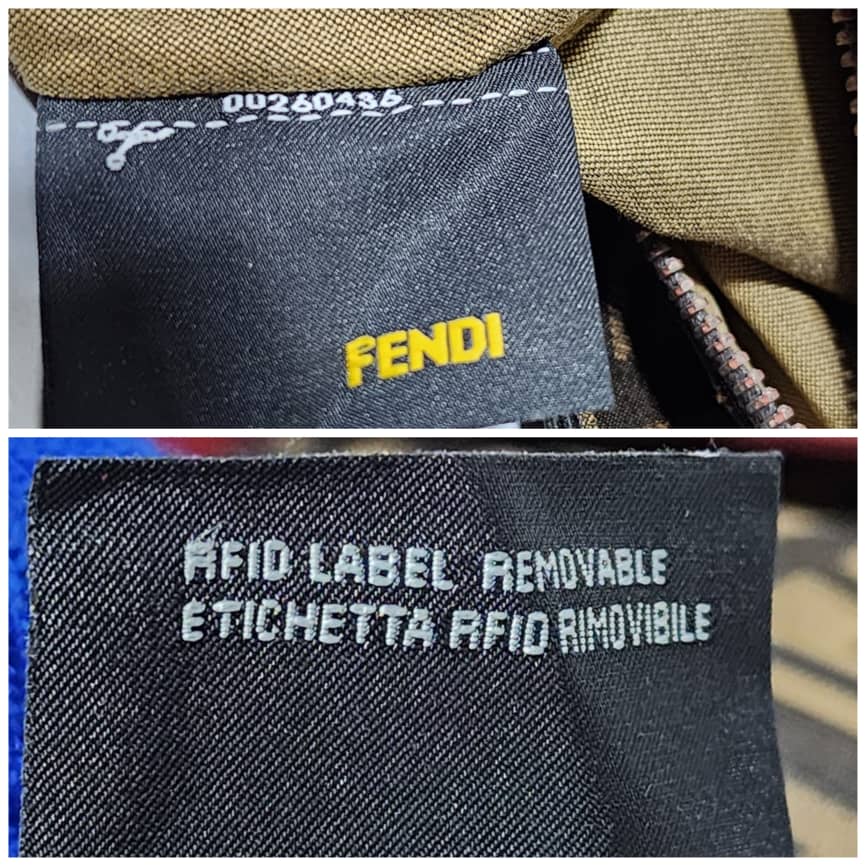 00260436
FENDI
RFID LABEL REMOVABLE
ETICHETTA RFID RIMOVIBILE